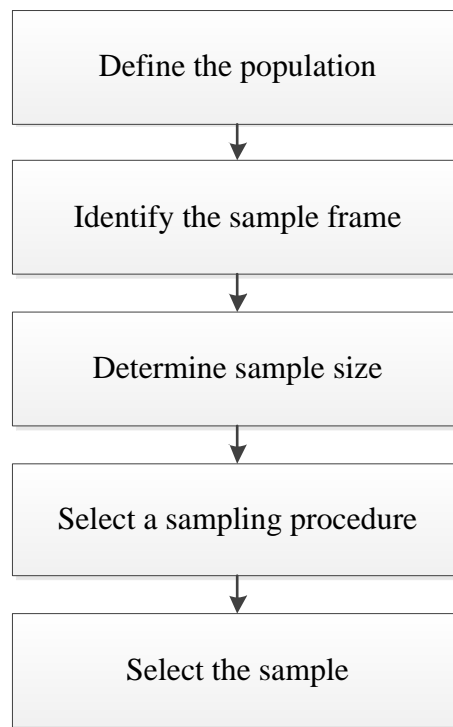 Define the population
Identify the sample frame
Determine sample size
Select a sampling procedure
Select the sample